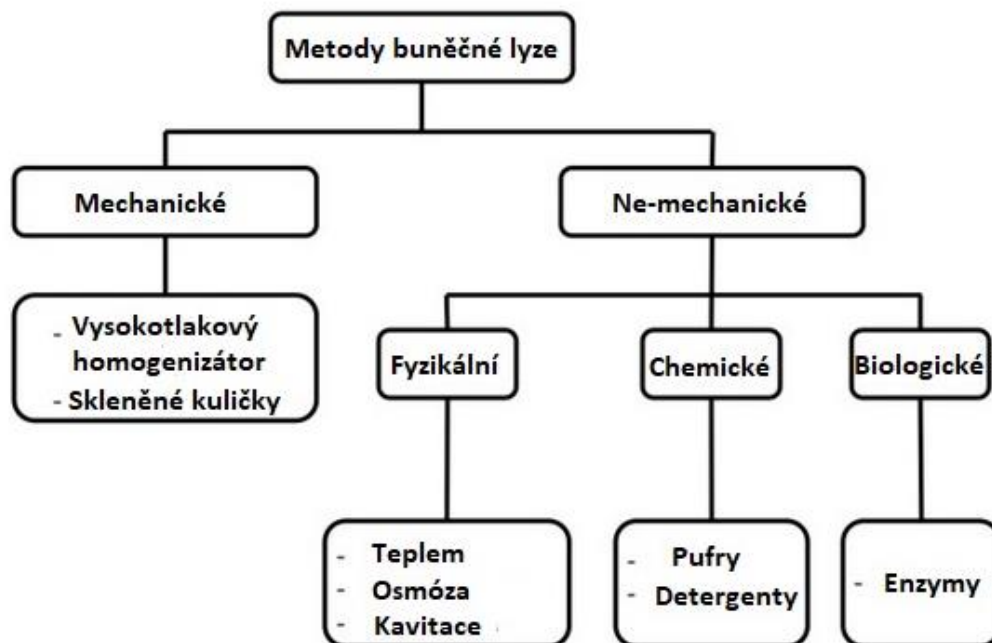 Metody buněčné lyze
Mechanické
Ne-mechanické
- Vysokotlakový
homogenizátor
- Skleněné kuličky
Fyzikální
Chemické
Biologické
- Teplem
- Osmóza
- Kavitace
- Pufry
- Detergenty
- Enzymy